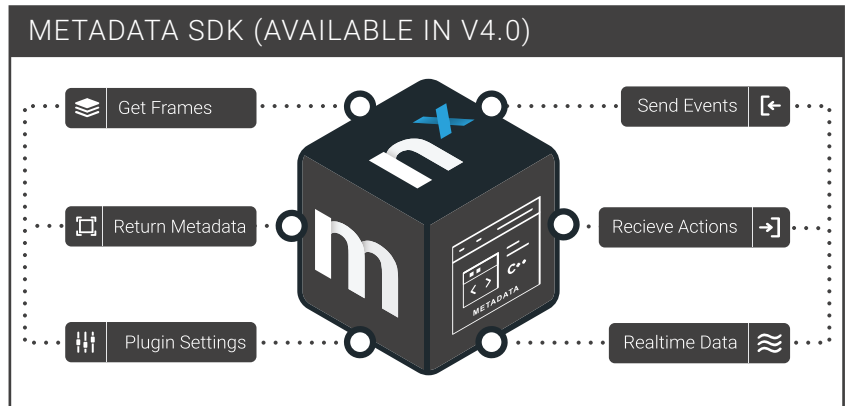 METADATA SDK (AVAILABLE IN V4.0)
Get Frames
Send Events
nx
Return Metadata
m
Recieve Actions
C++
< >
METADATA
Plugin Settings
Realtime Data